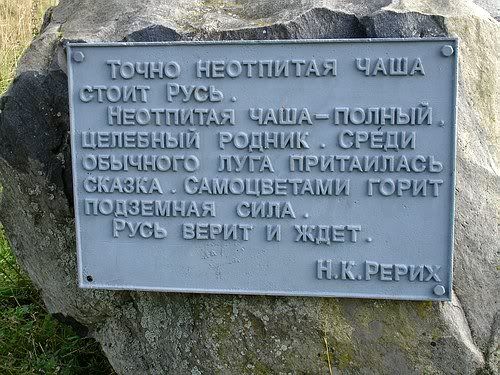 Точно неотпитая чаша
стоит Русь.
Неотпитая чаша – полный,
целебный родник. Среди
обычного луга притаилась
сказка. Самоцветами горит
подземная сила.
Русь верит и ждет.
Н.К.Рерих